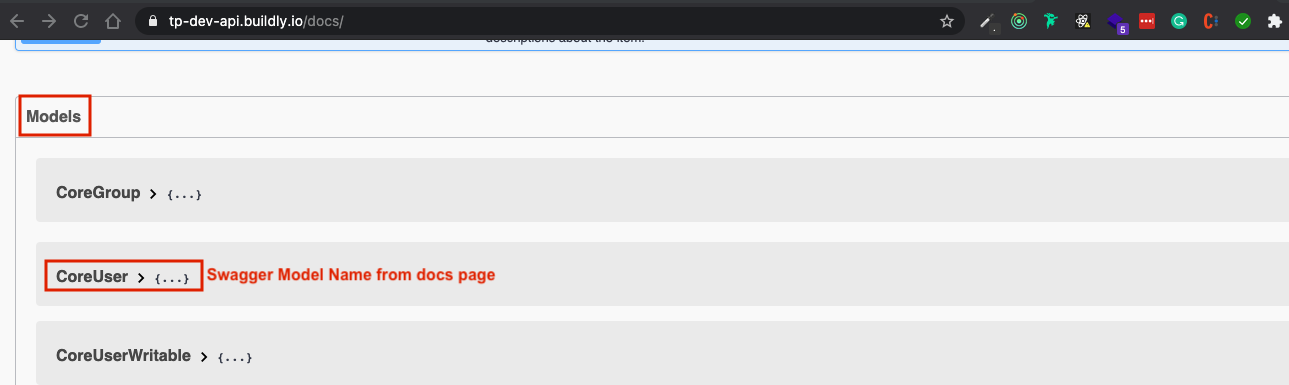 tp-dev-api.buildly.io/docs/
5
descriptions about the item.
Models
CoreGroup > {...}
CoreUser > {...} Swagger Model Name from docs page
CoreUserWritable > {...}